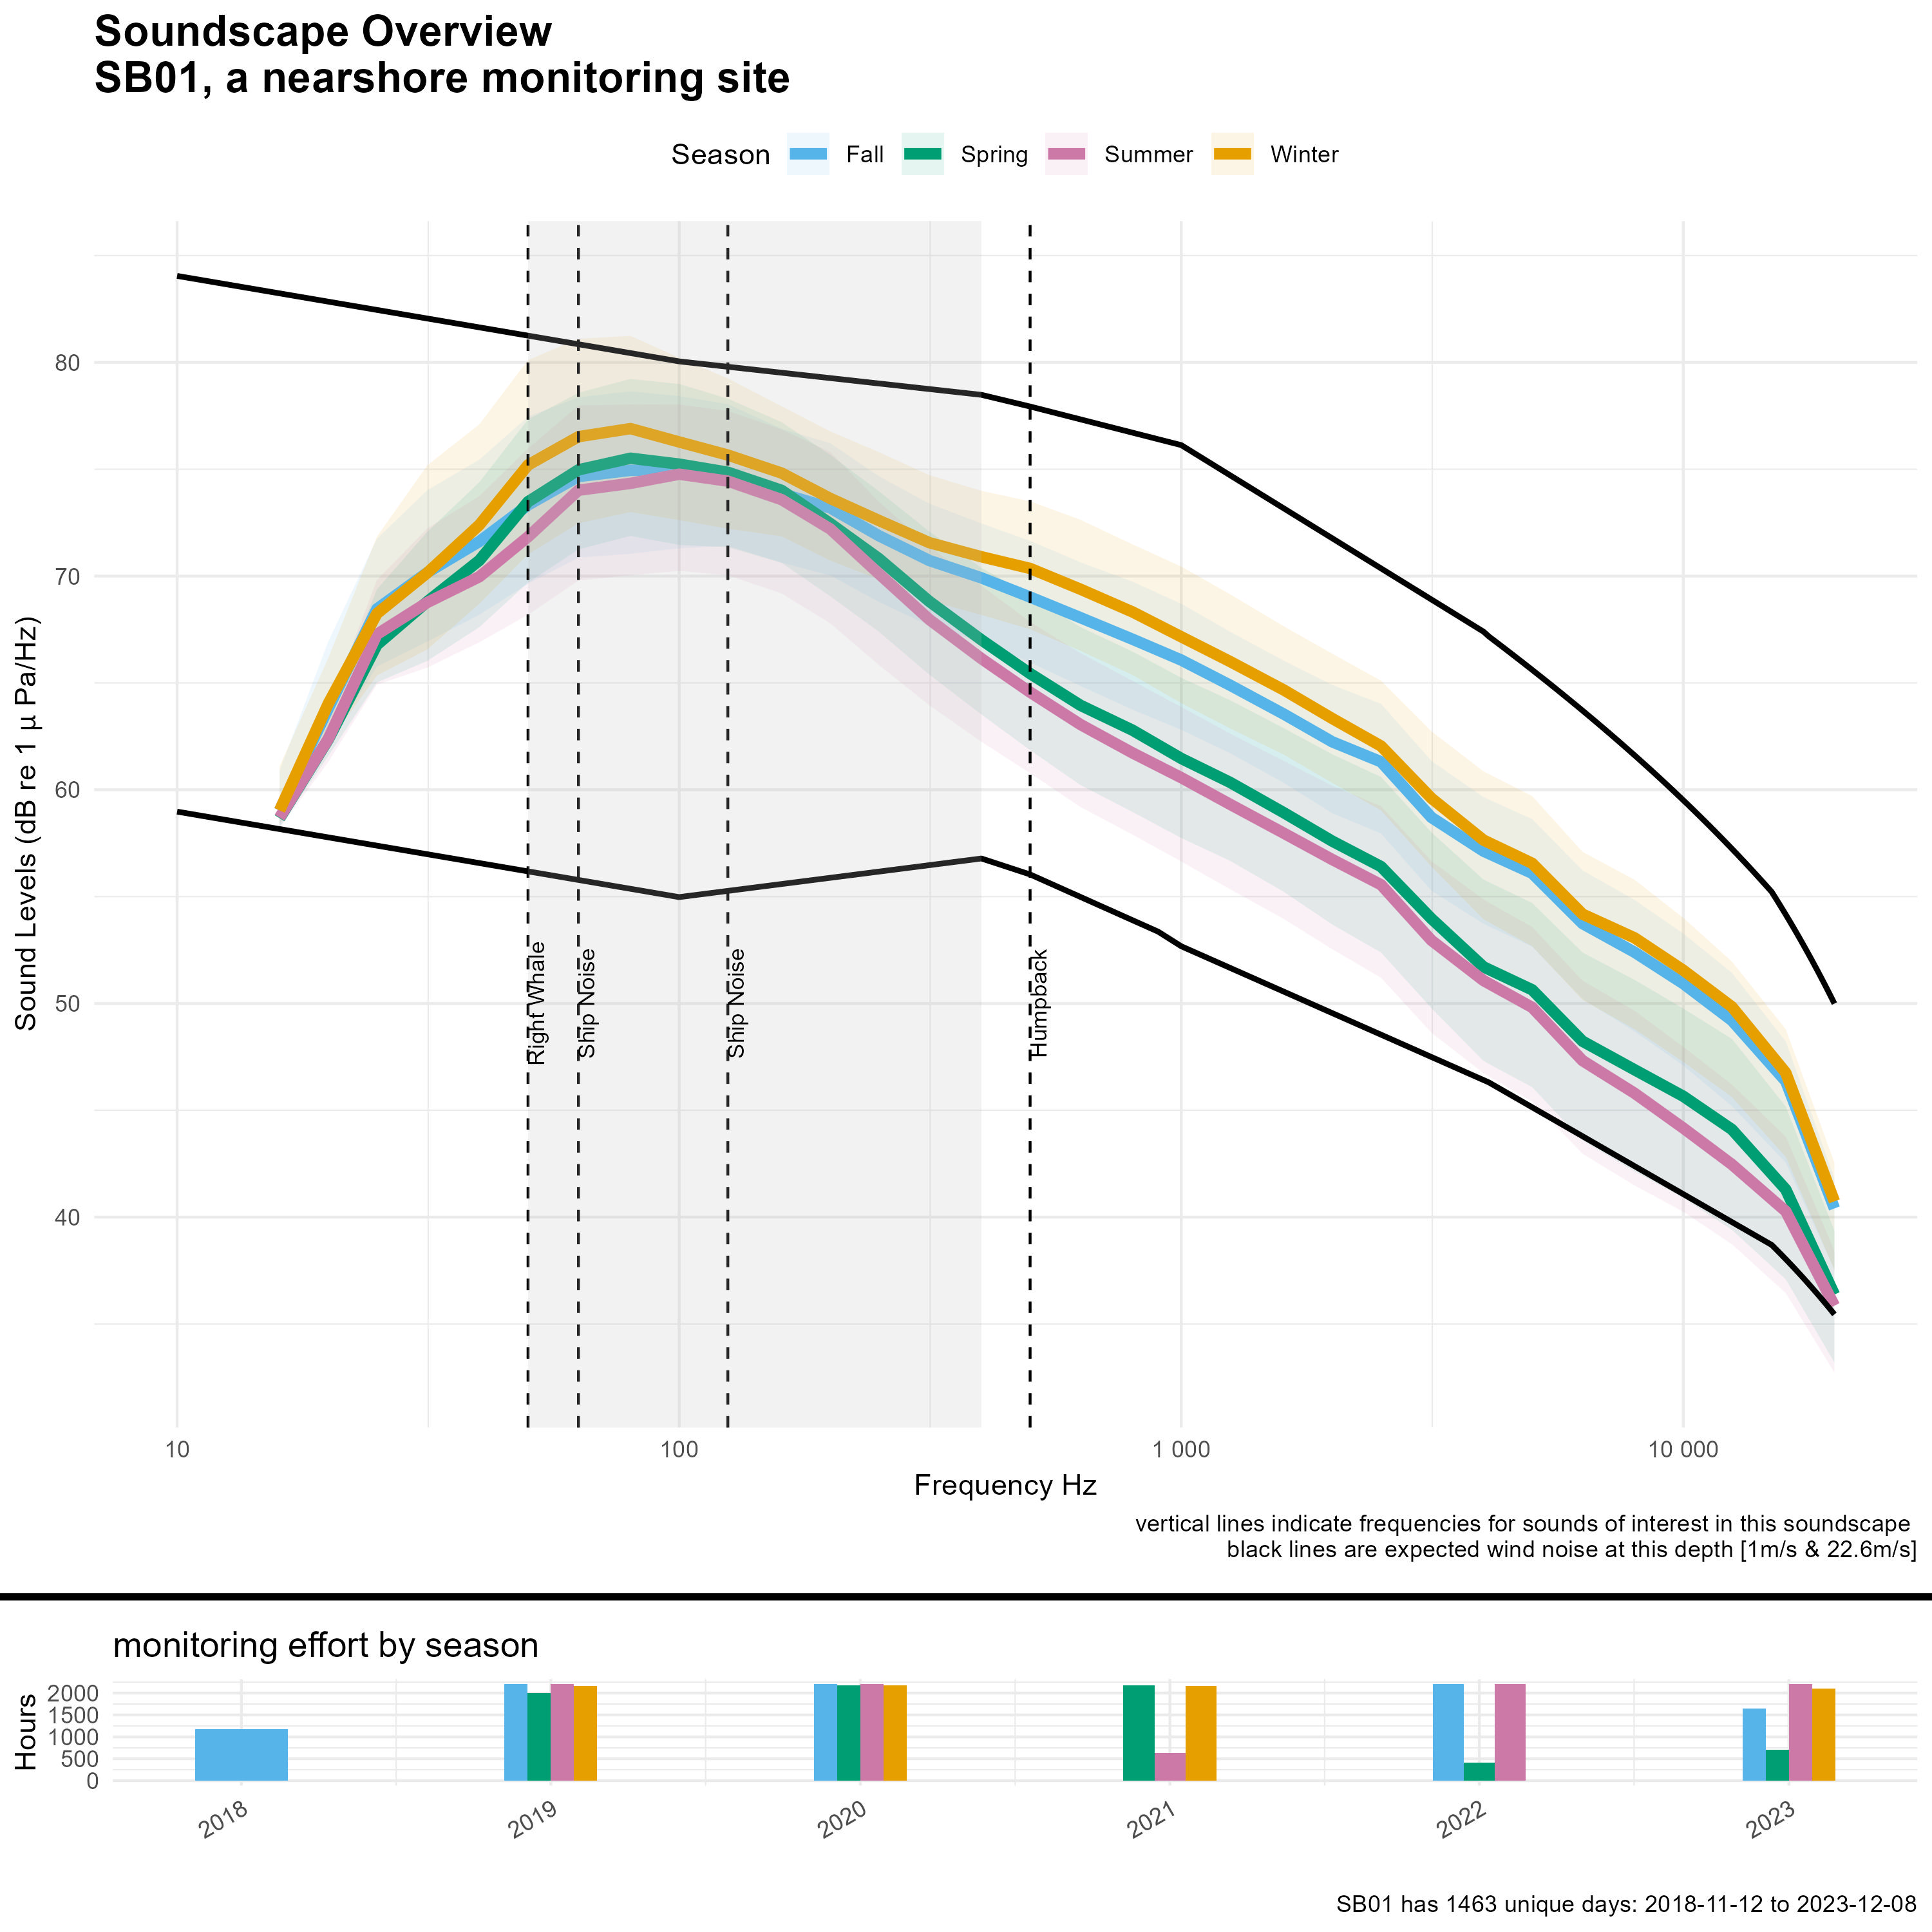 Soundscape Overview
SB01, a nearshore monitoring site
Season Fall Spring Summer Winter
Sound Levels (dB re 1 µ Pa/Hz)
80
70
60
50
40
Right Whale
Ship Noise
Ship Noise
Humpback
10 100 1 000 10 000
Frequency Hz
vertical lines indicate frequencies for sounds of interest in this soundscape
black lines are expected wind noise at this depth [1m/s & 22.6m/s]
monitoring effort by season
Hours
2000
1500
1000
500
0
2018 2019 2020 2021 2022 2023
SB01 has 1463 unique days: 2018-11-12 to 2023-12-08